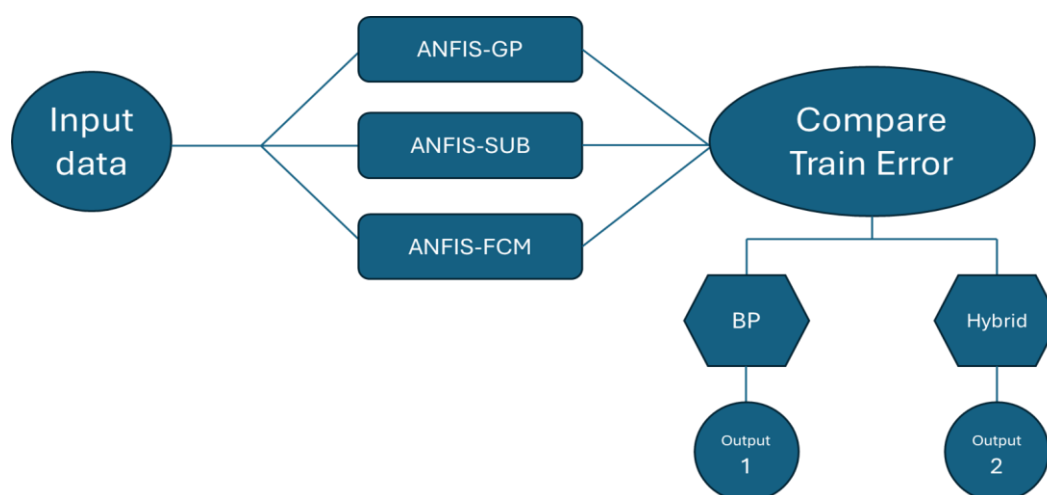 Input
data
ANFIS-GP
ANFIS-SUB
ANFIS-FCM
Compare
Train Error
BP
Hybrid
Output
1
Output
2